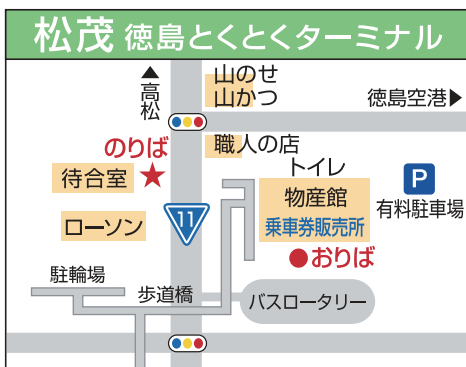 松茂 徳島とくとくターミナル
▲高松
山のせ
山かつ
徳島空港▶
のりば
職人の店
待合室
トイレ
P
物産館
有料駐車場
ローソン
11
乗車券販売所
おりば
駐輪場
歩道橋
バスロータリー